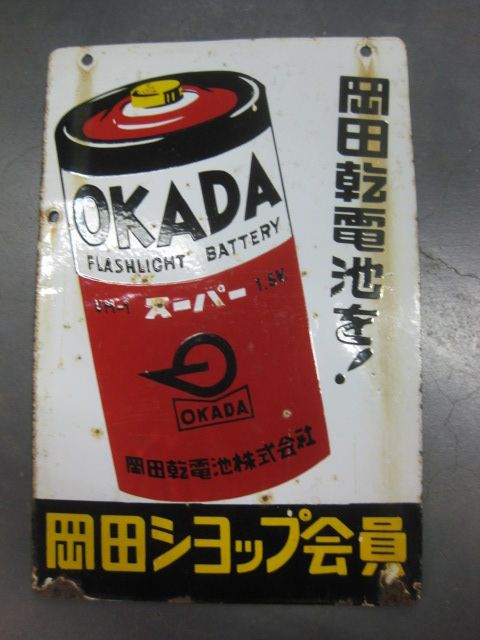 岡田乾電池を!
OKADA
FLASHLIGHT BATTERY
UM-1 スーパー 1.5V
OKADA
岡田乾電池株式会社
岡田ショップ会員